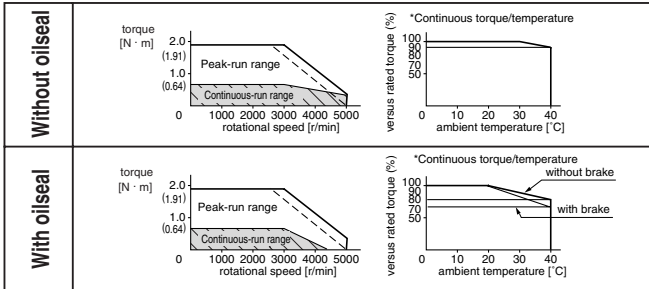 Without oilseal
torque
[N · m]
2.0
(1.91)
1.0
(0.64)
0
Peak-run range
Continuous-run range
1000 2000 3000 4000 5000
rotational speed [r/min]
*Continuous torque/temperature
versus rated torque (%)
100
90
80
70
50
0 10 20 30 40
ambient temperature [˚C]
With oilseal
torque
[N · m]
2.0
(1.91)
1.0
(0.64)
0
Peak-run range
Continuous-run range
1000 2000 3000 4000 5000
rotational speed [r/min]
*Continuous torque/temperature
without brake
with brake
versus rated torque (%)
100
90
80
70
50
0 10 20 30 40
ambient temperature [˚C]